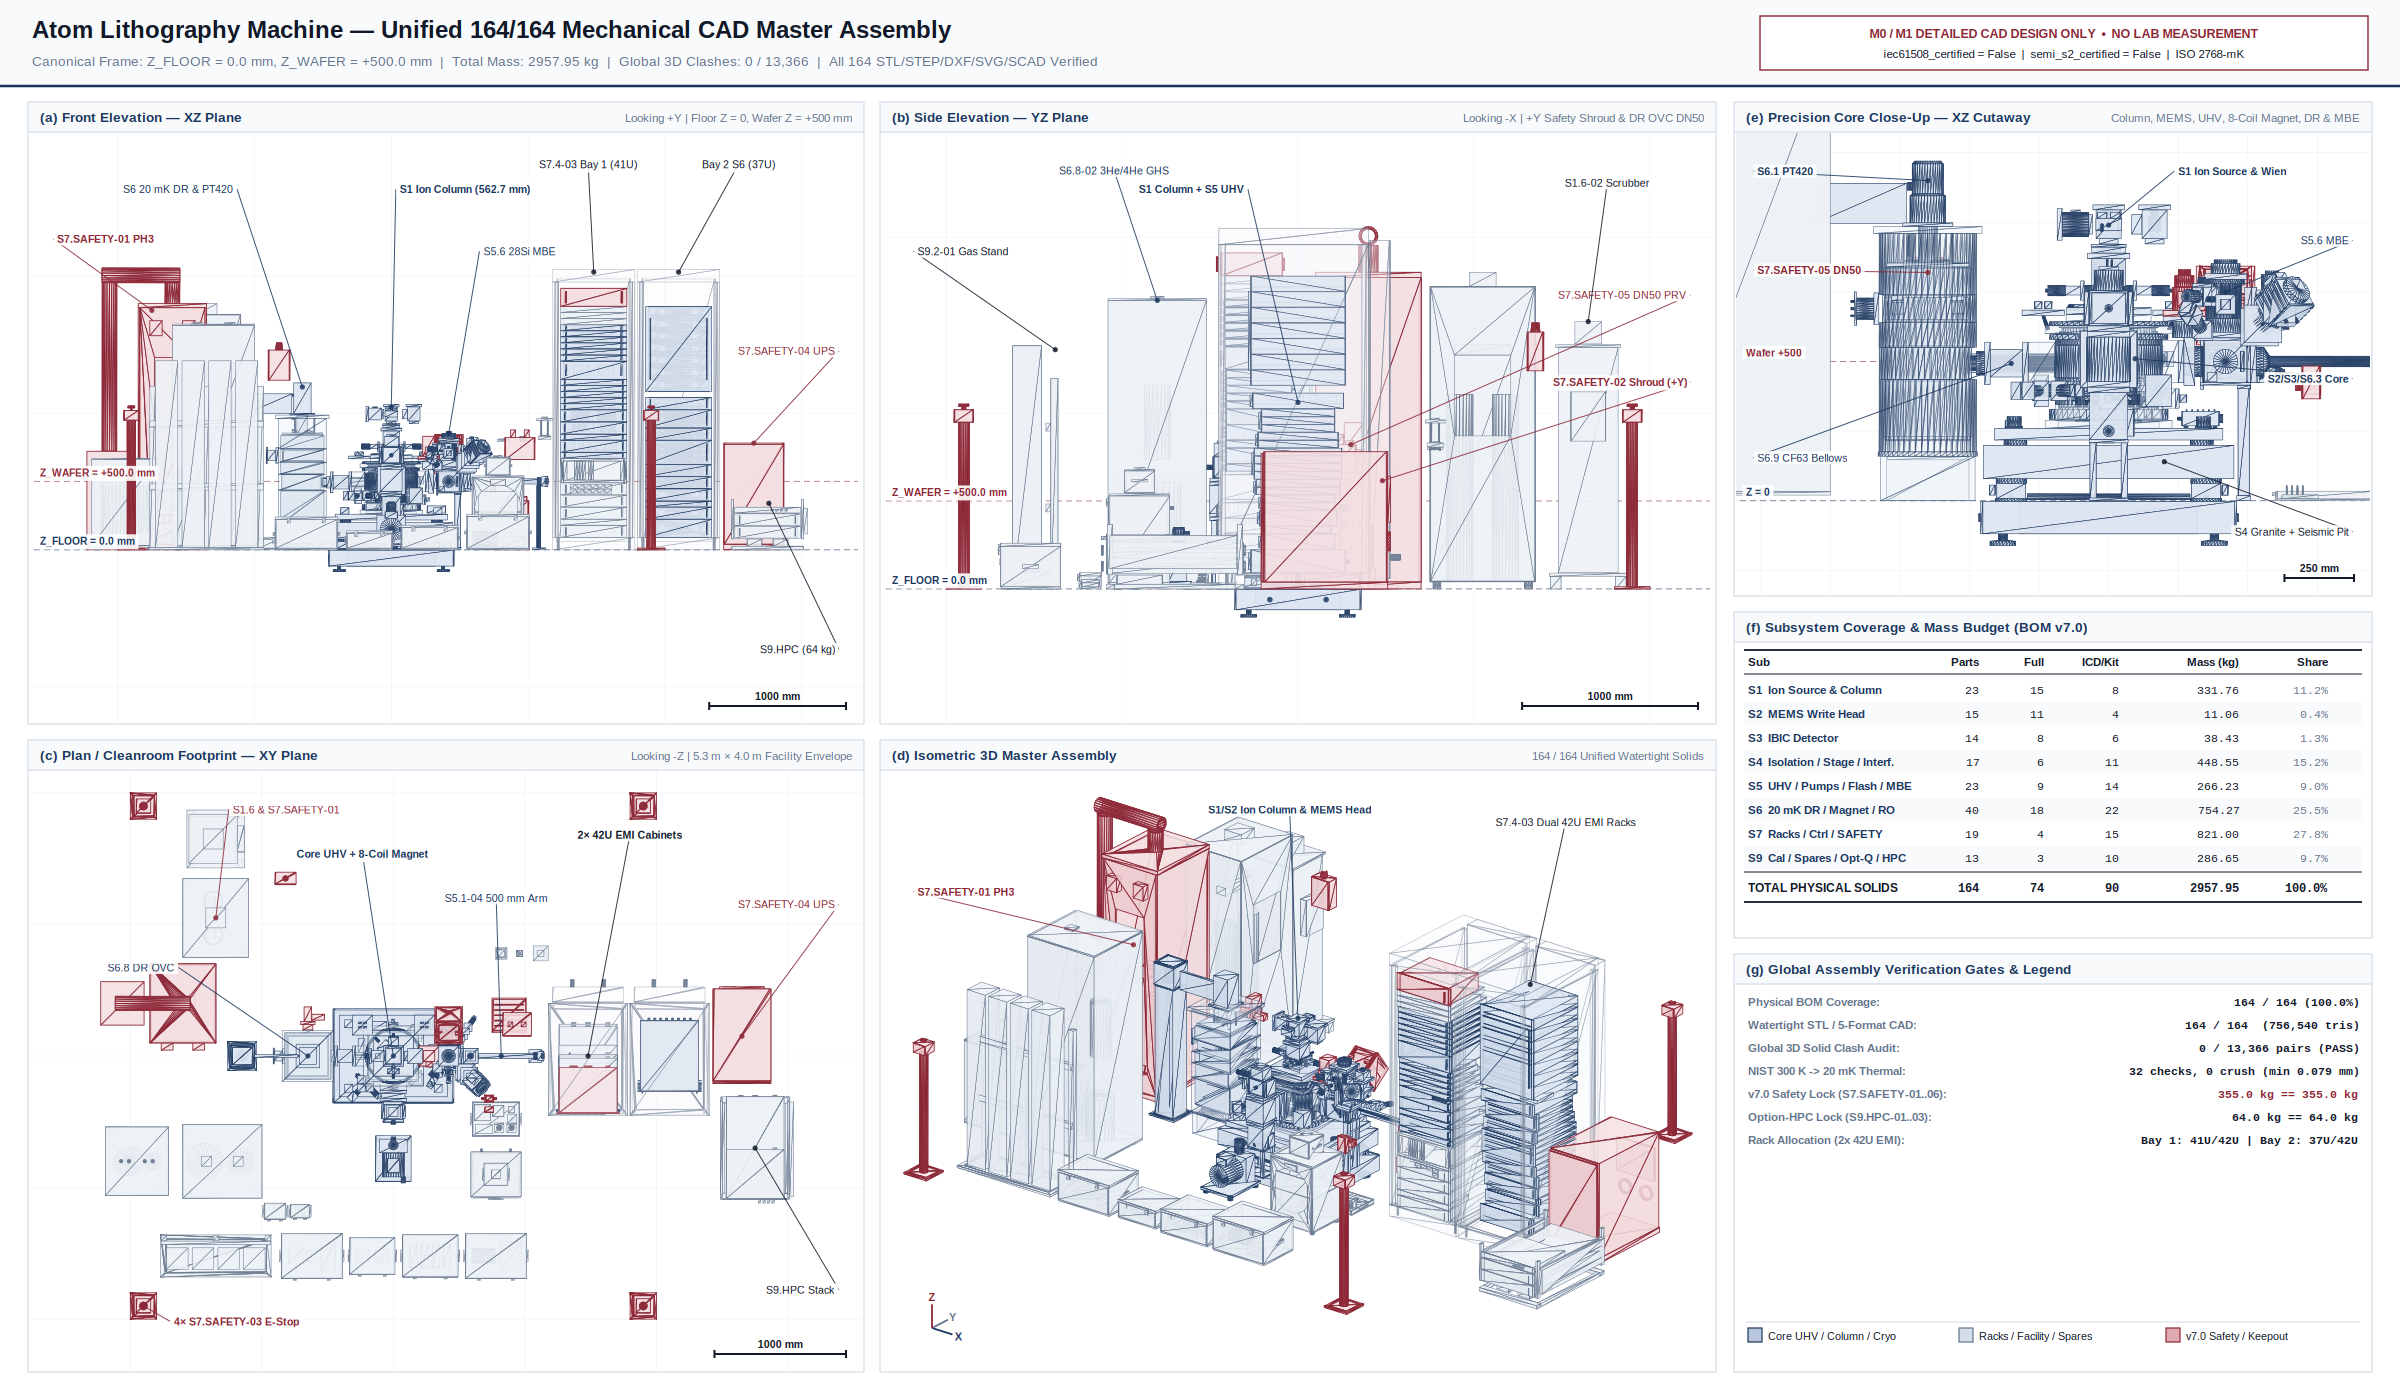 Atom Lithography Machine — Unified 164/164 Mechanical CAD Master Assembly
Canonical Frame: Z_FLOOR = 0.0 mm, Z_WAFER = +500.0 mm | Total Mass: 2957.95 kg | Global 3D Clashes: 0 / 13,366 | All 164 STL/STEP/DXF/SVG/SCAD Verified
M0 / M1 DETAILED CAD DESIGN ONLY • NO LAB MEASUREMENT
iec61508_certified = False | semi_s2_certified = False | ISO 2768-mK
(a) Front Elevation — XZ Plane
Looking +Y | Floor Z = 0, Wafer Z = +500 mm
S7.4-03 Bay 1 (41U)
Bay 2 S6 (37U)
S6 20 mK DR & PT420
S1 Ion Column (562.7 mm)
S7.SAFETY-01 PH3
S5.6 28Si MBE
S7.SAFETY-04 UPS
Z_WAFER = +500.0 mm
Z_FLOOR = 0.0 mm
S9.HPC (64 kg)
1000 mm
(b) Side Elevation — YZ Plane
Looking -X | +Y Safety Shroud & DR OVC DN50
S6.8-02 3He/4He GHS
S1 Column + S5 UHV
S1.6-02 Scrubber
S9.2-01 Gas Stand
S7.SAFETY-05 DN50 PRV
S7.SAFETY-02 Shroud (+Y)
Z_WAFER = +500.0 mm
Z_FLOOR = 0.0 mm
1000 mm
(e) Precision Core Close-Up — XZ Cutaway
Column, MEMS, UHV, 8-Coil Magnet, DR & MBE
S6.1 PT420
S1 Ion Source & Wien
S5.6 MBE
S7.SAFETY-05 DN50
Wafer +500
S2/S3/S6.3 Core
S6.9 CF63 Bellows
Z = 0
S4 Granite + Seismic Pit
250 mm
(f) Subsystem Coverage & Mass Budget (BOM v7.0)
Sub Parts Full ICD/Kit Mass (kg) Share
S1 Ion Source & Column 23 15 8 331.76 11.2%
S2 MEMS Write Head 15 11 4 11.06 0.4%
S3 IBIC Detector 14 8 6 38.43 1.3%
S4 Isolation / Stage / Interf. 17 6 11 448.55 15.2%
S5 UHV / Pumps / Flash / MBE 23 9 14 266.23 9.0%
S6 20 mK DR / Magnet / RO 40 18 22 754.27 25.5%
S7 Racks / Ctrl / SAFETY 19 4 15 821.00 27.8%
S9 Cal / Spares / Opt-Q / HPC 13 3 10 286.65 9.7%
TOTAL PHYSICAL SOLIDS 164 74 90 2957.95 100.0%
(c) Plan / Cleanroom Footprint — XY Plane
Looking -Z | 5.3 m × 4.0 m Facility Envelope
S1.6 & S7.SAFETY-01
2× 42U EMI Cabinets
Core UHV + 8-Coil Magnet
S5.1-04 500 mm Arm
S7.SAFETY-04 UPS
S6.8 DR OVC
S9.HPC Stack
4× S7.SAFETY-03 E-Stop
1000 mm
(d) Isometric 3D Master Assembly
164 / 164 Unified Watertight Solids
S1/S2 Ion Column & MEMS Head
S7.4-03 Dual 42U EMI Racks
S7.SAFETY-01 PH3
Z
Y
X
(g) Global Assembly Verification Gates & Legend
Physical BOM Coverage: 164 / 164 (100.0%)
Watertight STL / 5-Format CAD: 164 / 164 (756,540 tris)
Global 3D Solid Clash Audit: 0 / 13,366 pairs (PASS)
NIST 300 K -> 20 mK Thermal: 32 checks, 0 crush (min 0.079 mm)
v7.0 Safety Lock (S7.SAFETY-01..06): 355.0 kg == 355.0 kg
Option-HPC Lock (S9.HPC-01..03): 64.0 kg == 64.0 kg
Rack Allocation (2x 42U EMI): Bay 1: 41U/42U | Bay 2: 37U/42U
Core UHV / Column / Cryo
Racks / Facility / Spares
v7.0 Safety / Keepout